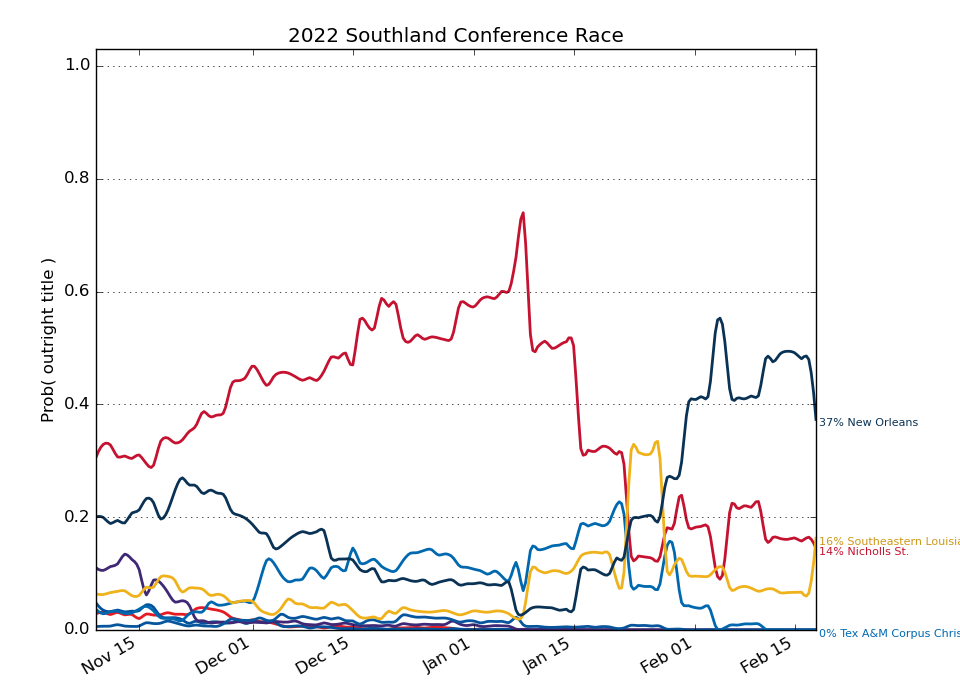 2022 Southland Conference Race
Prob( outright title )
1.0
0.8
0.6
0.4
0.2
0.0
Nov 15
Dec 01
Dec 15
Jan 01
Jan 15
Feb 01
Feb 15
37% New Orleans
16% Southeastern Louisia
14% Nicholls St.
0% Tex A&M Corpus Chris